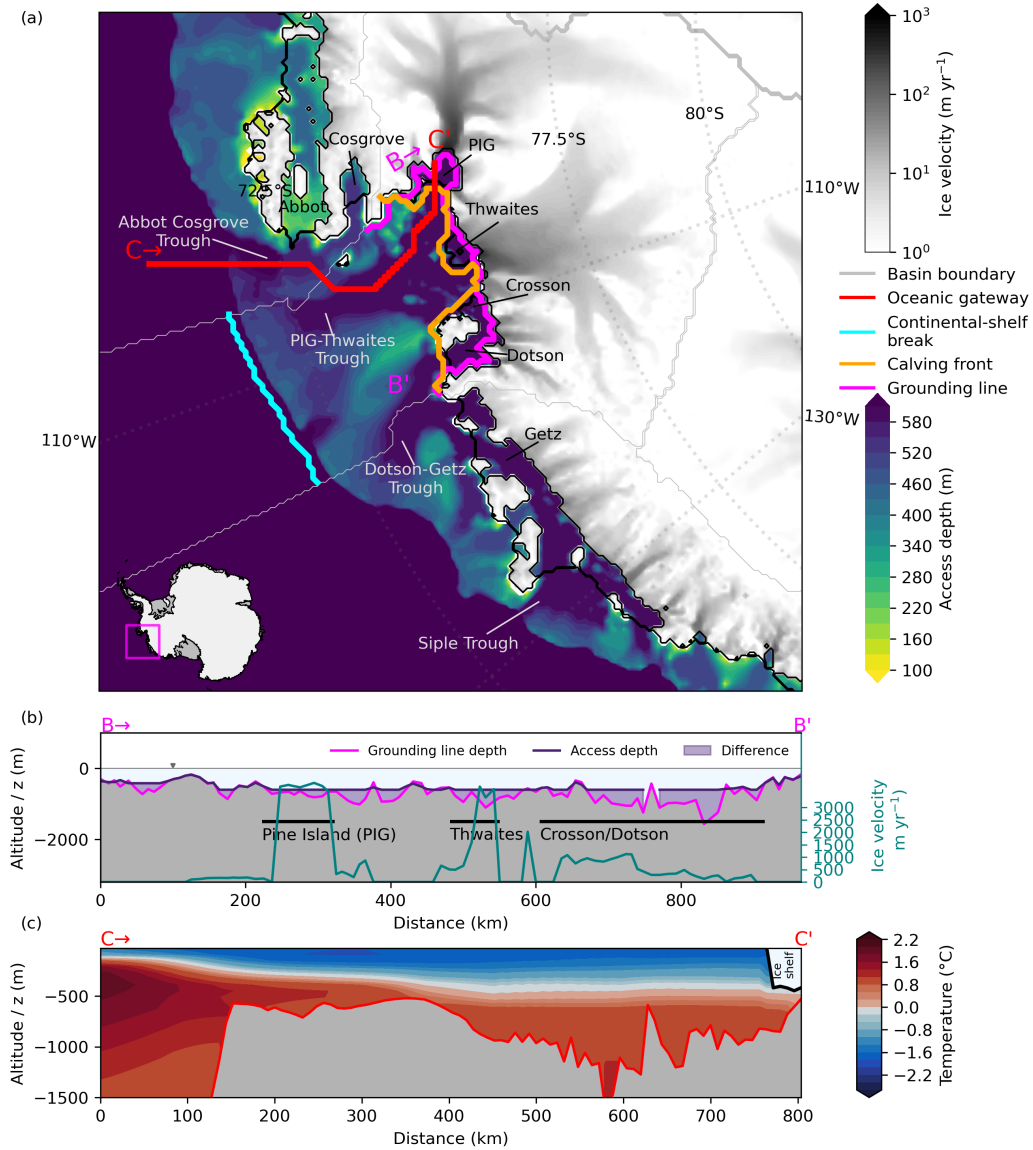 (a)
10³
10²
10¹
10⁰
Ice velocity (m yr⁻¹)
80°S
77.5°S
72.5°S
110°W
130°W
110°W
Cosgrove
B→
C'
PIG
Abbot
Thwaites
Abbot Cosgrove
Trough
C→
Crosson
PIG-Thwaites
Trough
Dotson
B'
Getz
Dotson-Getz
Trough
Siple Trough
Basin boundary
Oceanic gateway
Continental-shelf
break
Calving front
Grounding line
580
520
460
400
340
280
220
160
100
Access depth (m)
(b)
B→
B'
Grounding line depth
Access depth
Difference
0
−2000
Altitude / z (m)
Pine Island (PIG)
Thwaites
Crosson/Dotson
3000
2500
2000
1500
1000
500
0
Ice velocity
m yr⁻¹)
0
200
400
600
800
Distance (km)
(c)
C→
C'
Ice
shelf
−500
−1000
−1500
Altitude / z (m)
0
100
200
300
400
500
600
700
800
Distance (km)
2.2
1.6
0.8
0.0
−0.8
−1.6
−2.2
Temperature (°C)